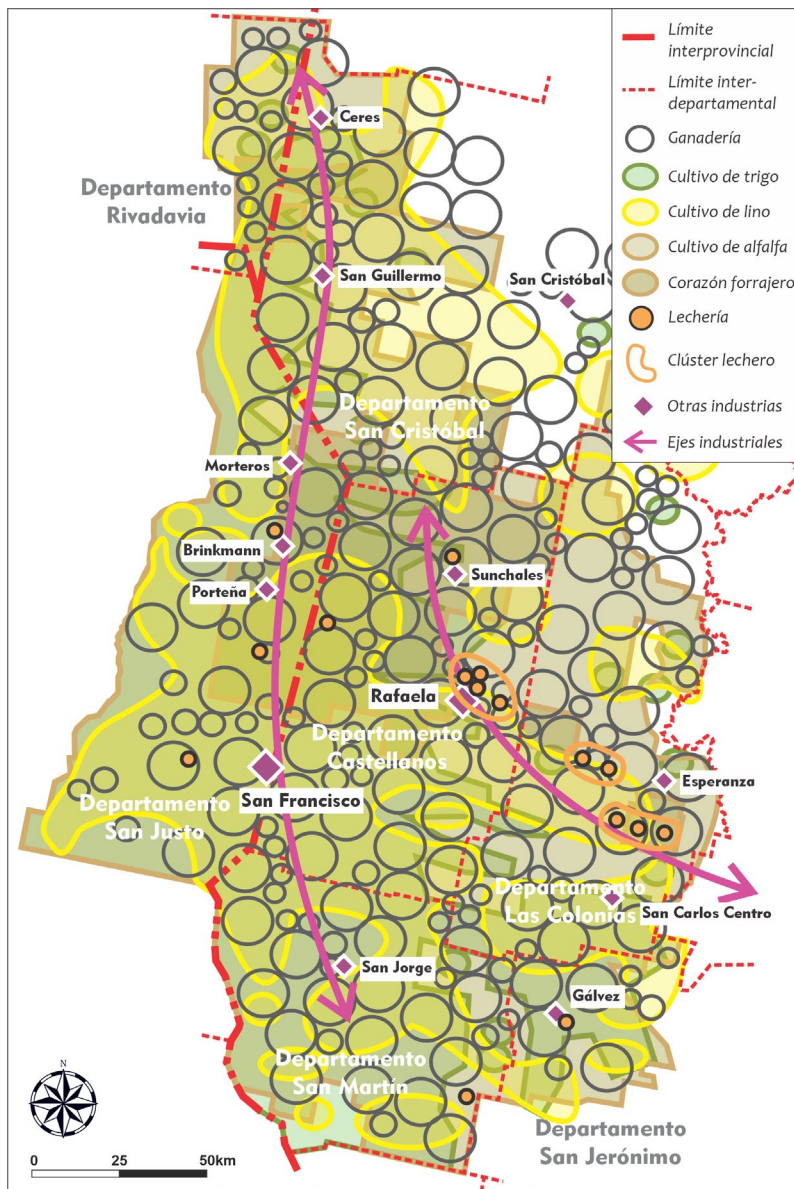 Límite
interprovincial
Límite inter-
departamental
Ganadería
Cultivo de trigo
Cultivo de lino
Cultivo de alfalfa
Corazón forrajero
Lechería
Clúster lechero
Otras industrias
Ejes industriales
Ceres
Departamento
Rivadavia
San Guillermo
San Cristóbal
Departamento
San Cristóbal
Morteros
Brinkmann
Sunchales
Porteña
Rafaela
Departamento
Castellanos
Esperanza
San Francisco
Departamento
San Justo
Departamento
Las Colonias
San Carlos Centro
San Jorge
Gálvez
Departamento
San Martín
Departamento
San Jerónimo
N
0 25 50km